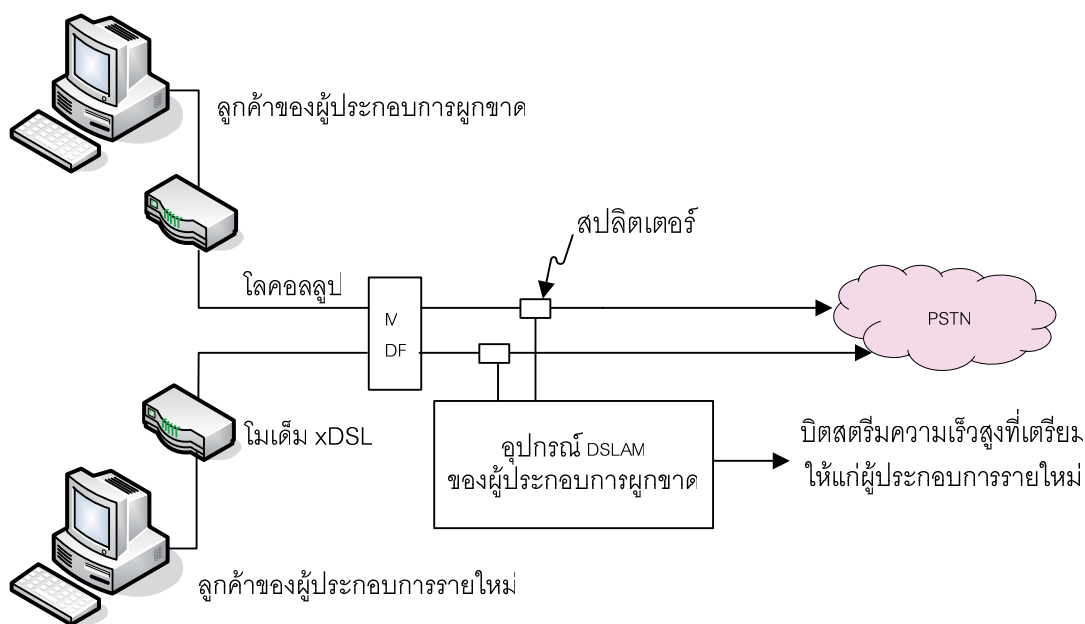 ลูกค้าของผู้ประกอบการผูกขาด
สปลิตเตอร์
โลคอลลูป
M
DF
PSTN
โมเด็ม xDSL
อุปกรณ์ DSLAM
ของผู้ประกอบการผูกขาด
บิตสตรีมความเร็วสูงที่เตรียม
ให้แก่ผู้ประกอบการรายใหม่
ลูกค้าของผู้ประกอบการรายใหม่